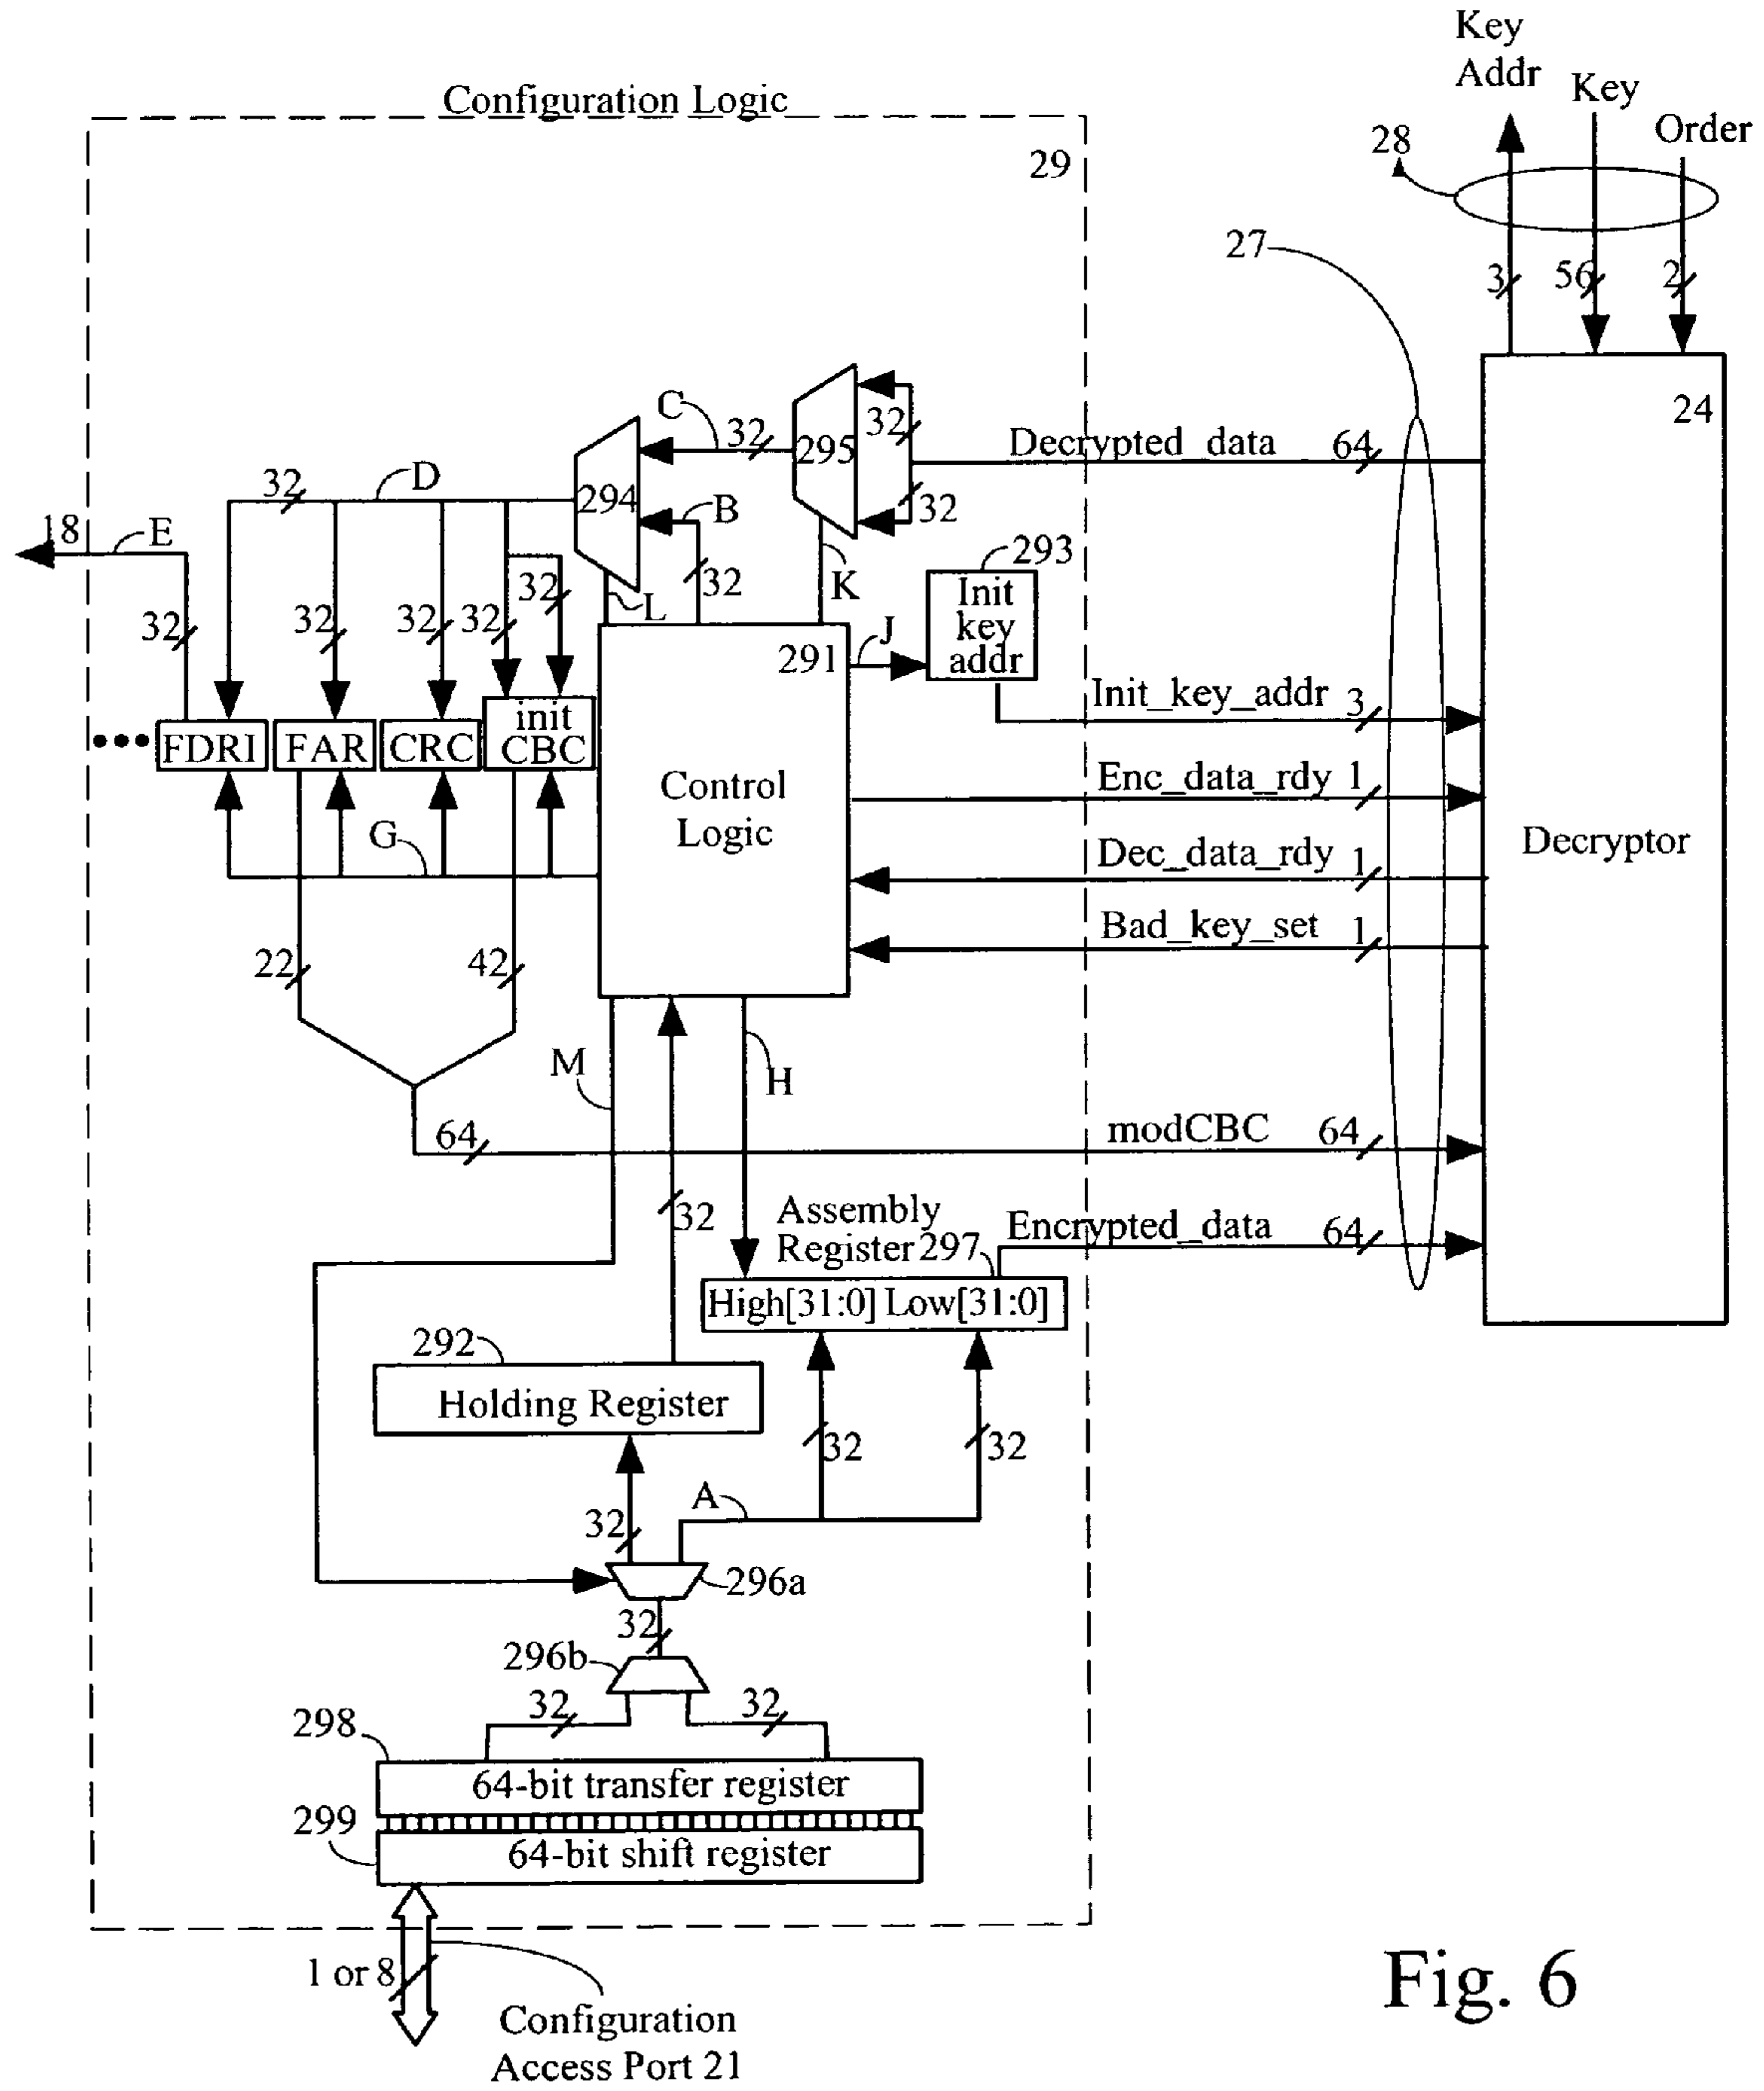 Key
Addr
Key
Order
Configuration Logic
29
28
27
3
56
2
24
C
32
295
32
Decrypted_data
64
32
D
294
B
32
18
E
32
K
293
Init
key
addr
L
32
32
32
32
32
32
291
J
Init_key_addr
3
FDRI
FAR
CRC
init
CBC
Control
Logic
Enc_data_rdy
1
Decryptor
G
Dec_data_rdy
1
Bad_key_set
1
22
42
M
H
64
modCBC
64
32
Assembly
Register 297
Encrypted_data
64
High[31:0] Low[31:0]
292
Holding Register
32
32
A
32
296a
32
296b
32
32
298
64-bit transfer register
299
64-bit shift register
1 or 8
Configuration
Access Port 21
Fig. 6